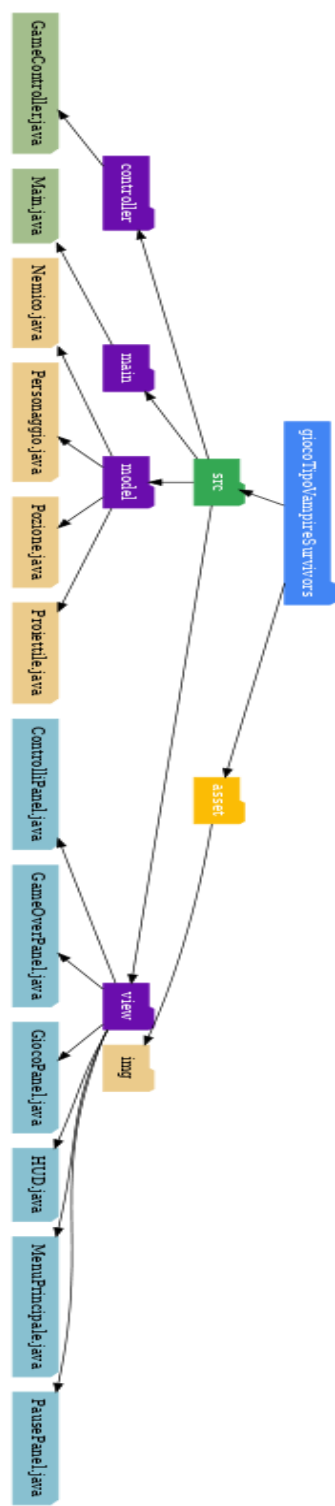 giocoTipoVampireSurvivors
src
asset
controller
main
model
view
img
GameController.java
Main.java
Nemico.java
Personaggio.java
Pozione.java
Proiettile.java
ControlliPanel.java
GameOverPanel.java
GiocoPanel.java
HUD.java
MenuPrincipale.java
PausePanel.java